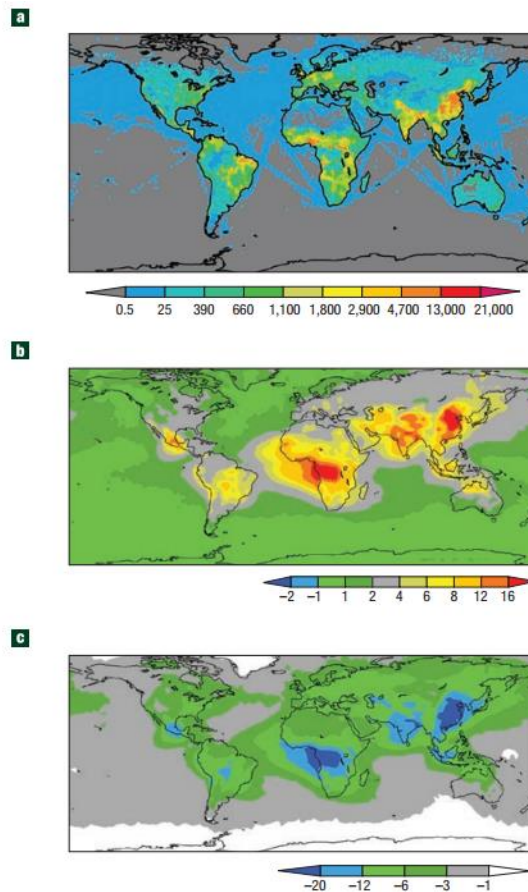 a
0.5 25 390 660 1,100 1,800 2,900 4,700 13,000 21,000
b
–2 –1 1 2 4 6 8 12 16
c
–20 –12 –6 –3 –1